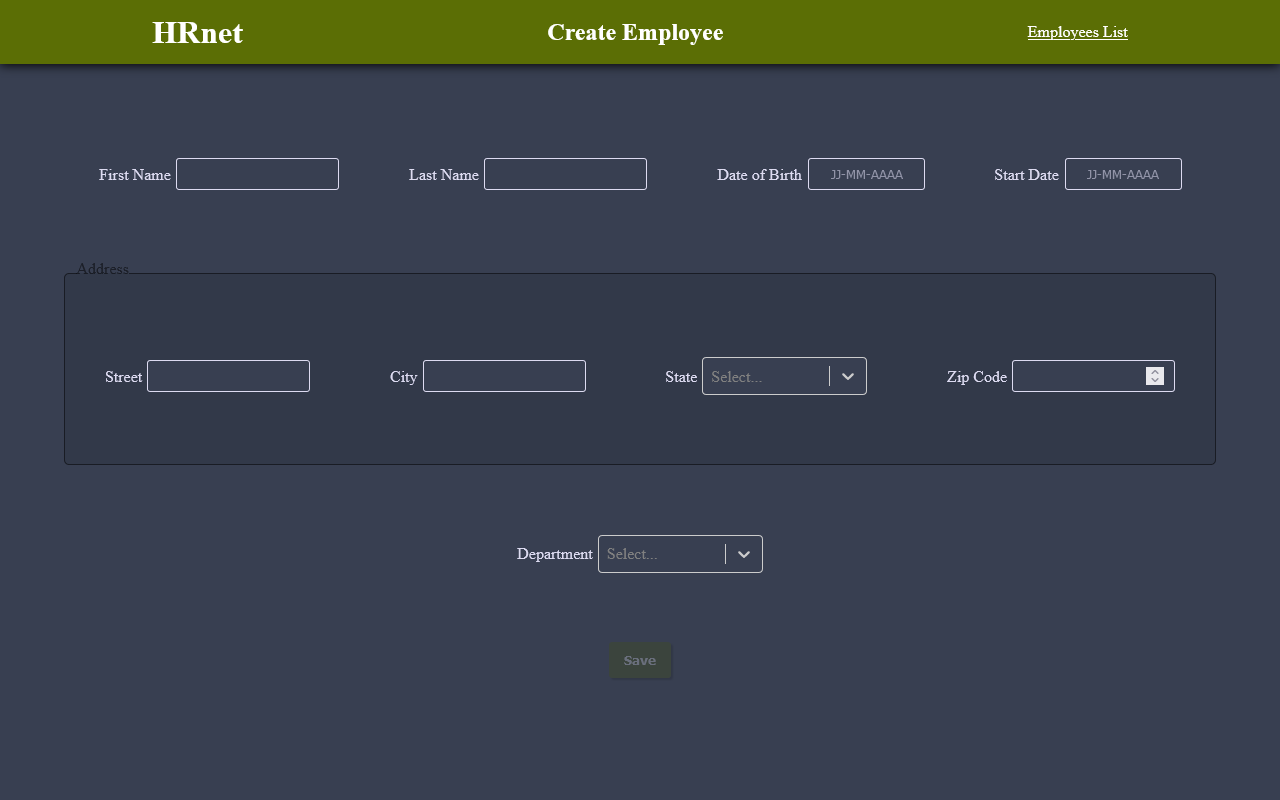 HRnet Create Employee Employees List
First Name Last Name Date of Birth JJ-MM-AAAA Start Date JJ-MM-AAAA
Address
Street City State Select... Zip Code
Department Select...
Save